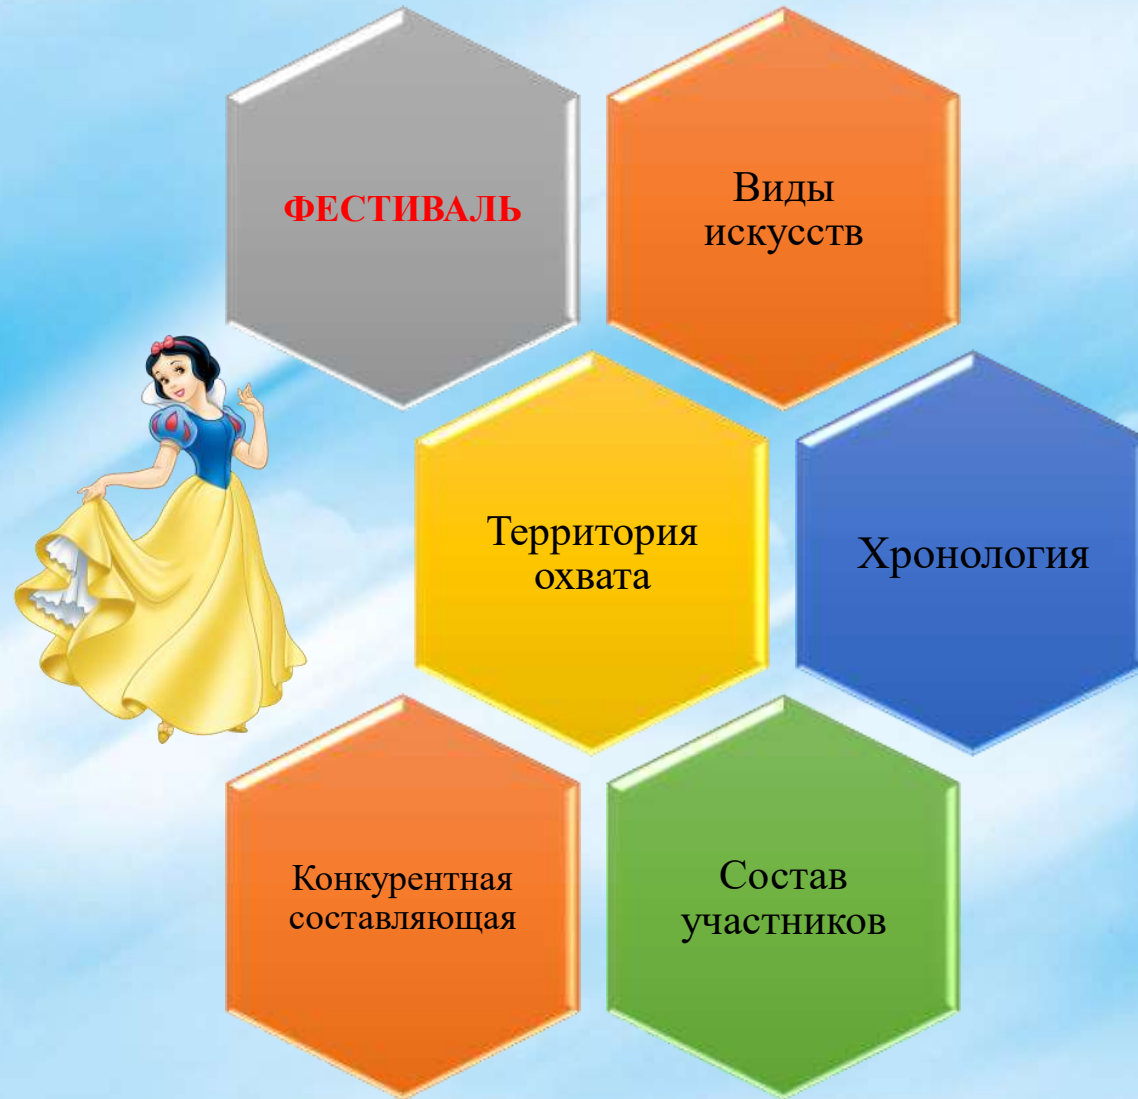 ФЕСТИВАЛЬ
Виды
искусств
Территория
охвата
Хронология
Конкурентная
составляющая
Состав
участников